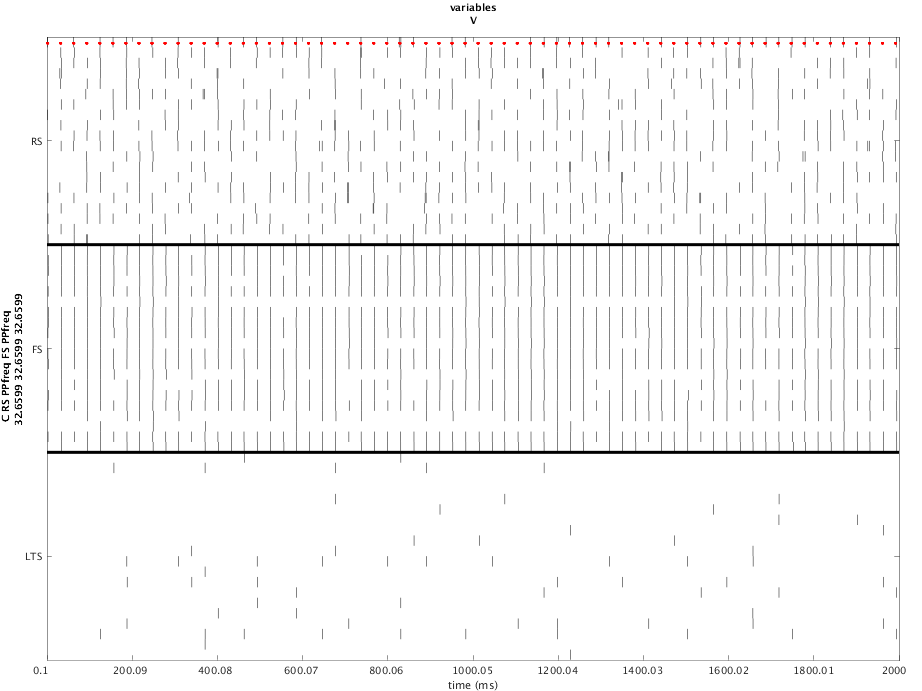 variables
V
RS
FS
LTS
C RS PPfreq FS PPfreq
32.6599 32.6599 32.6599
0.1 200.09 400.08 600.07 800.06 1000.05 1200.04 1400.03 1600.02 1800.01 2000
time (ms)